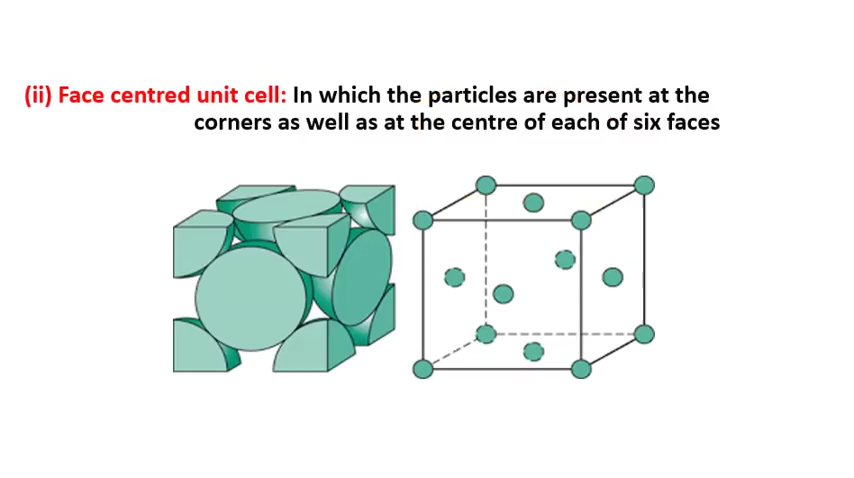 (ii) Face centred unit cell: In which the particles are present at the
corners as well as at the centre of each of six faces